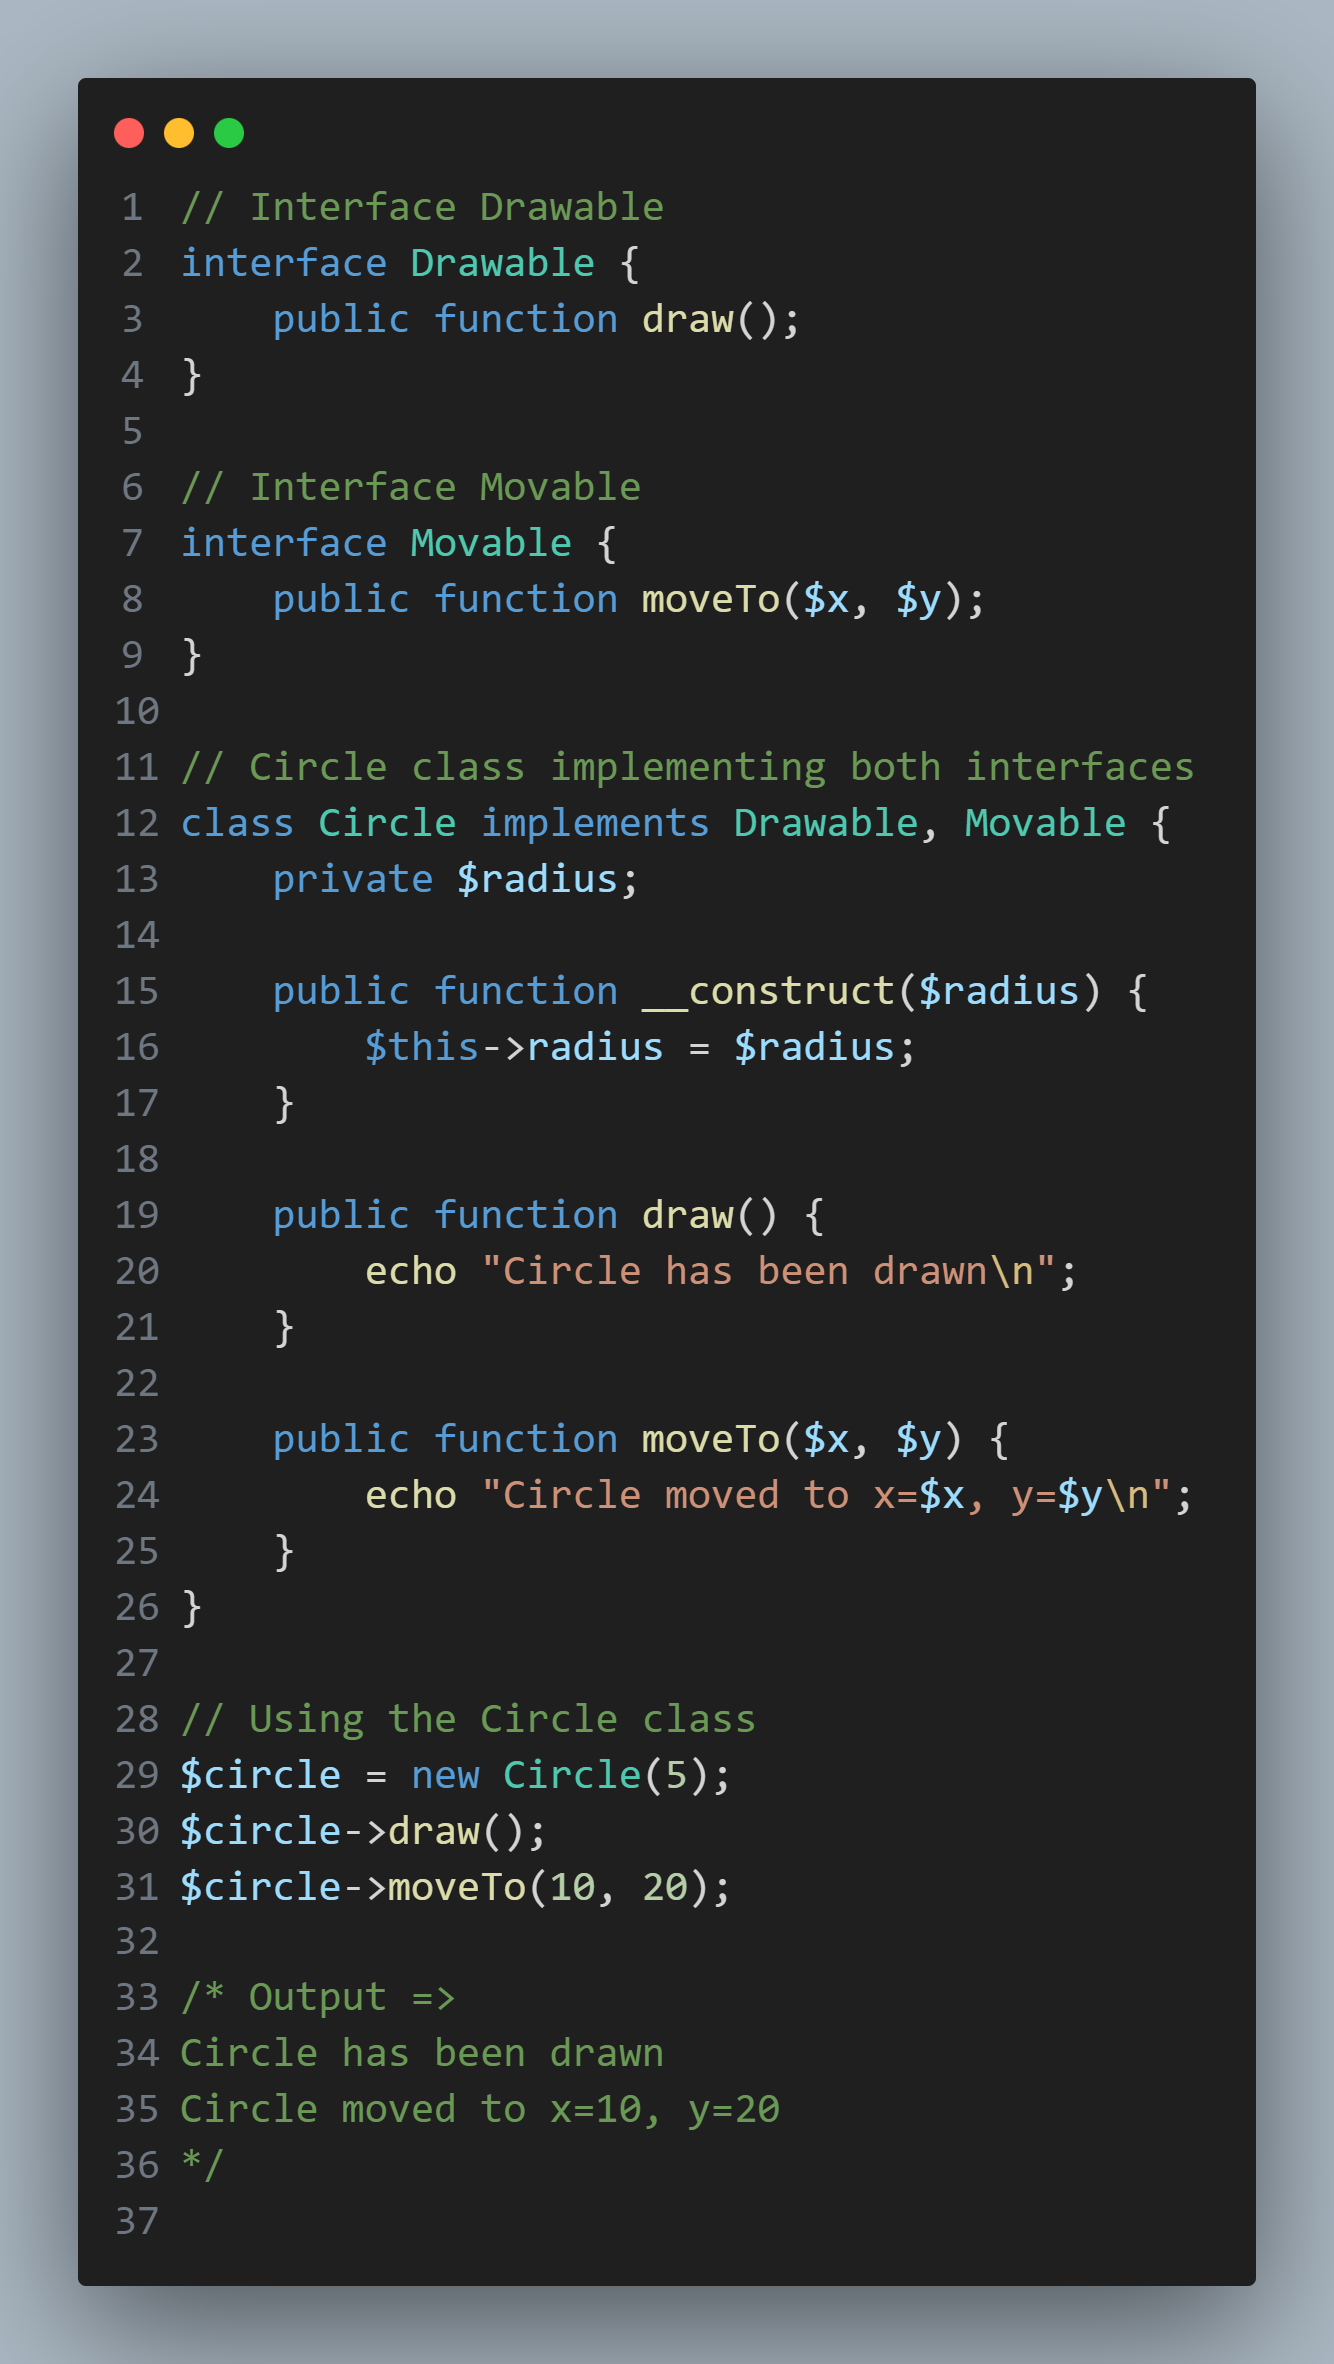 1 // Interface Drawable
2 interface Drawable {
3     public function draw();
4 }
5
6 // Interface Movable
7 interface Movable {
8     public function moveTo($x, $y);
9 }
10
11 // Circle class implementing both interfaces
12 class Circle implements Drawable, Movable {
13     private $radius;
14
15     public function __construct($radius) {
16         $this->radius = $radius;
17     }
18
19     public function draw() {
20         echo "Circle has been drawn\n";
21     }
22
23     public function moveTo($x, $y) {
24         echo "Circle moved to x=$x, y=$y\n";
25     }
26 }
27
28 // Using the Circle class
29 $circle = new Circle(5);
30 $circle->draw();
31 $circle->moveTo(10, 20);
32
33 /* Output =>
34 Circle has been drawn
35 Circle moved to x=10, y=20
36 */
37